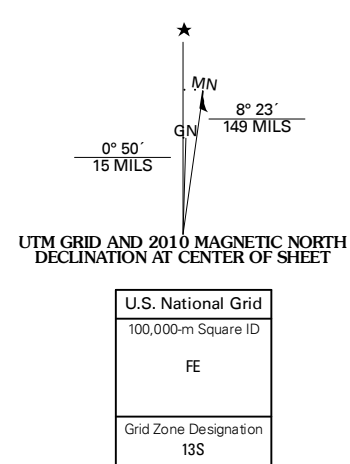 MN
8° 23´
149 MILS
GN
0° 50´
15 MILS
UTM GRID AND 2010 MAGNETIC NORTH
DECLINATION AT CENTER OF SHEET
U.S. National Grid
100,000-m Square ID
FE
Grid Zone Designation
13S